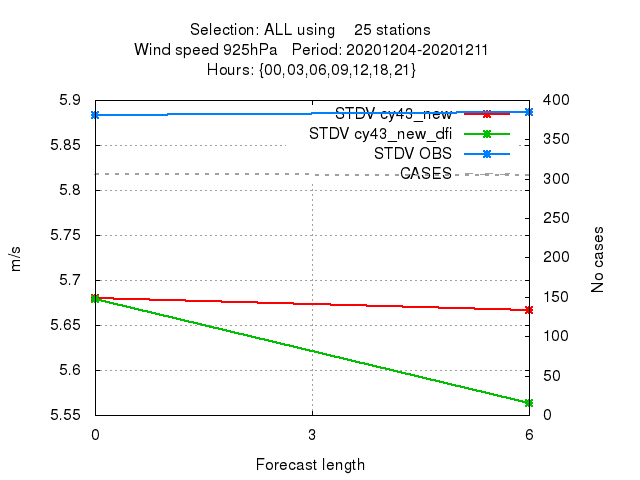 Selection: ALL using    25 stations
Wind speed 925hPa   Period: 20201204-20201211
Hours: {00,03,06,09,12,18,21}
STDV cy43_new
STDV cy43_new_dfi
STDV OBS
CASES
5.9
5.85
5.8
5.75
5.7
5.65
5.6
5.55
m/s
400
350
300
250
200
150
100
50
0
No cases
0 3 6
Forecast length